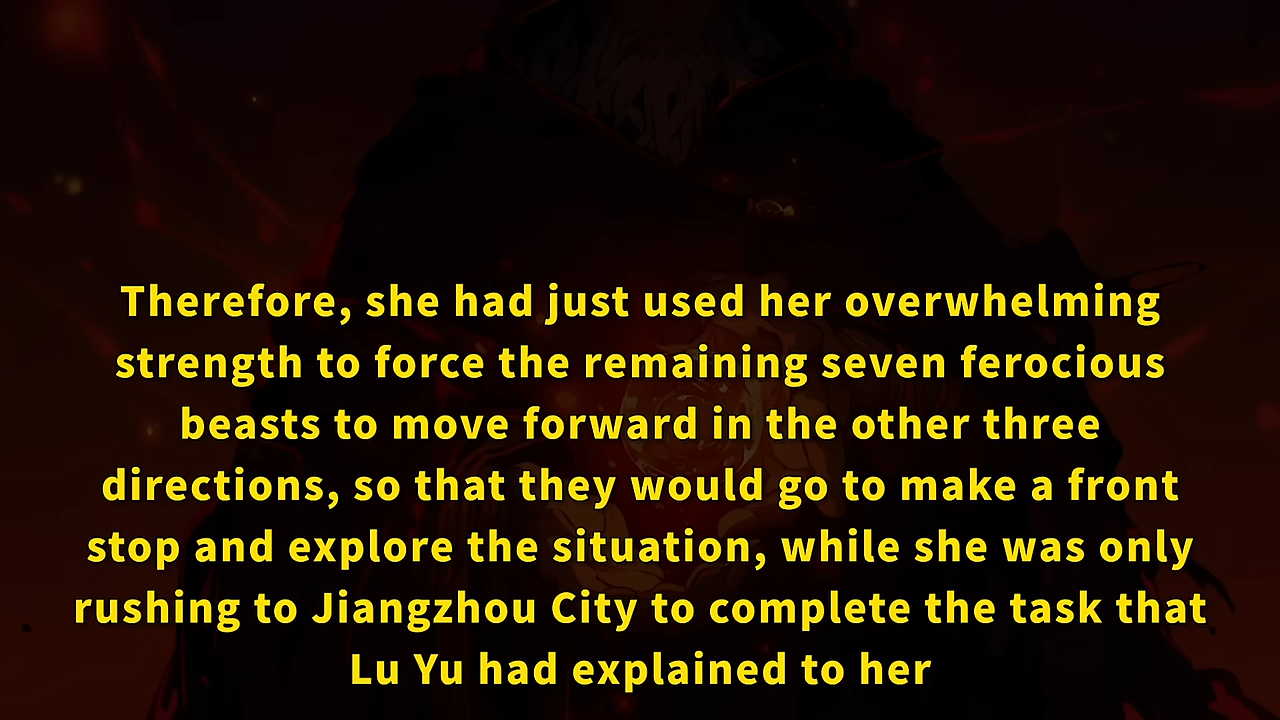 Therefore, she had just used her overwhelming
strength to force the remaining seven ferocious
beasts to move forward in the other three
directions, so that they would go to make a front
stop and explore the situation, while she was only
rushing to Jiangzhou City to complete the task that
Lu Yu had explained to her